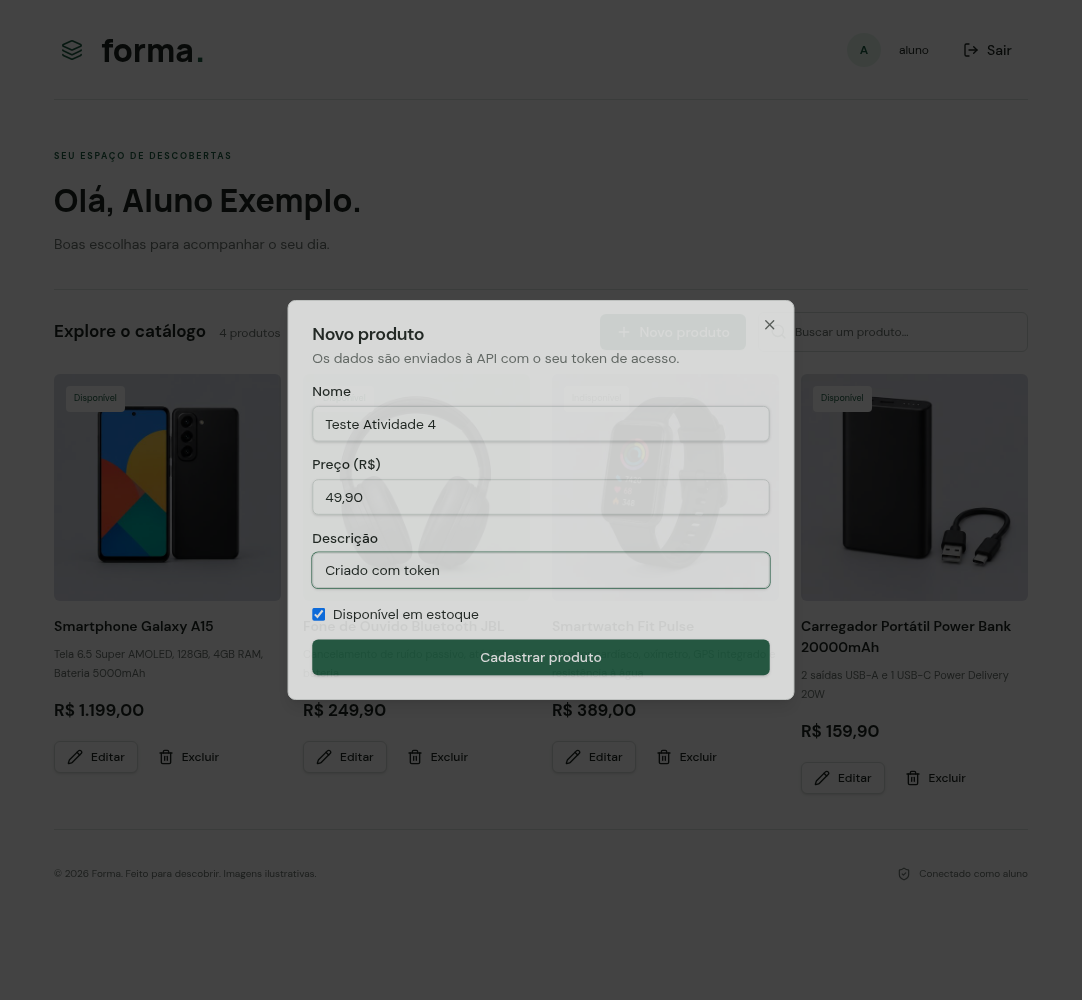 forma.
A
aluno
Sair
SEU ESPAÇO DE DESCOBERTAS
Olá, Aluno Exemplo.
Boas escolhas para acompanhar o seu dia.
Explore o catálogo
4 produtos
Novo produto
Buscar um produto...
Novo produto
Os dados são enviados à API com o seu token de acesso.
Nome
Teste Atividade 4
Preço (R$)
49,90
Descrição
Criado com token
Disponível em estoque
Cadastrar produto
Disponível
Disponível
Smartphone Galaxy A15
Tela 6.5 Super AMOLED, 128GB, 4GB RAM,
Bateria 5000mAh
R$ 1.199,00
Editar
Excluir
Fone de Ouvido Bluetooth JBL
R$ 249,90
Editar
Excluir
Smartwatch Fit Pulse
R$ 389,00
Editar
Excluir
Carregador Portátil Power Bank
20000mAh
2 saídas USB-A e 1 USB-C Power Delivery
20W
R$ 159,90
Editar
Excluir
© 2026 Forma. Feito para descobrir. Imagens ilustrativas.
Conectado como aluno